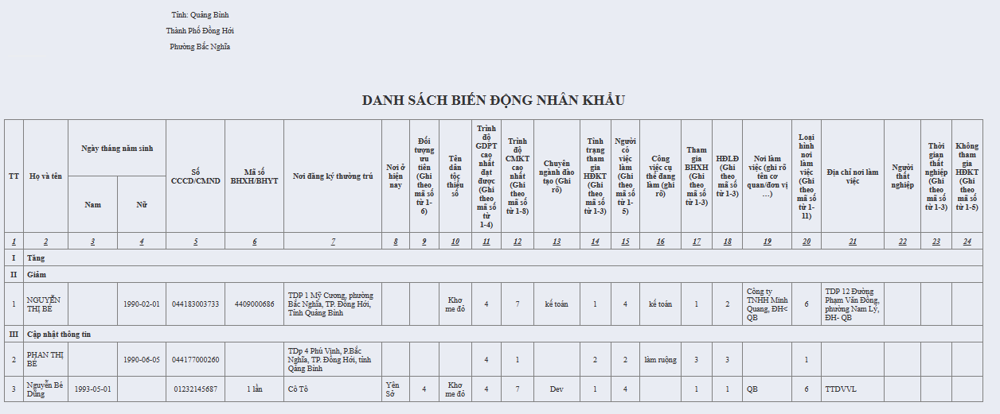 Tỉnh: Quảng Bình
Thành Phố Đồng Hới
Phường Bắc Nghĩa
DANH SÁCH BIẾN ĐỘNG NHÂN KHẨU
TT Họ và tên Ngày tháng năm sinh Nam Nữ Số CCCD/CMND Mã số BHXH/BHYT Nơi đăng ký thường trú Nơi ở hiện nay Đối tượng ưu tiên (Ghi theo mã số từ 1-6) Tên dân tộc thiểu số Trình độ GDPT cao nhất đạt được (Ghi theo mã số từ 1-4) Trình độ CMKT cao nhất (Ghi theo mã số từ 1-8) Chuyên ngành đào tạo (Ghi rõ) Tình trạng tham gia HĐKT (Ghi theo mã số từ 1-3) Người có việc làm (Ghi theo mã số từ 1-5) Công việc cụ thể đang làm (ghi rõ) Tham gia BHXH (Ghi theo mã số từ 1-3) HĐLĐ (Ghi theo mã số từ 1-3) Nơi làm việc (ghi rõ tên cơ quan/đơn vị …) Loại hình nơi làm việc (Ghi theo mã số từ 1-11) Địa chỉ nơi làm việc Người thất nghiệp Thời gian thất nghiệp (Ghi theo mã số từ 1-3) Không tham gia HĐKT (Ghi theo mã số từ 1-5)
1 2 3 4 5 6 7 8 9 10 11 12 13 14 15 16 17 18 19 20 21 22 23 24
I Tăng
II Giảm
1 NGUYỄN THỊ BÉ 1990-02-01 044183003733 4409000686 TDP 1 Mỹ Cương, phường Bắc Nghĩa, TP. Đồng Hới, Tỉnh Quảng Bình Khơ me đỏ 4 7 kế toán 1 4 kế toán 1 2 Công ty TNHH Minh Quang, ĐH< QB 6 TDP 12 Đường Phạm Văn Đồng, phường Nam Lý, ĐH- QB
III Cập nhật thông tin
2 PHAN THỊ BÉ 1990-06-05 044177000260 TDp 4 Phú Vinh, P.Bắc Nghĩa, TP. Đồng Hới, tỉnh Qảng Bình 4 1 2 2 làm ruộng 3 3 1
3 Nguyễn Bé Dũng 1993-05-01 01232145687 1 lần Cô Tô Yên Sở 4 Khơ me đỏ 4 7 Dev 1 4 1 1 QB 6 TTDVVL